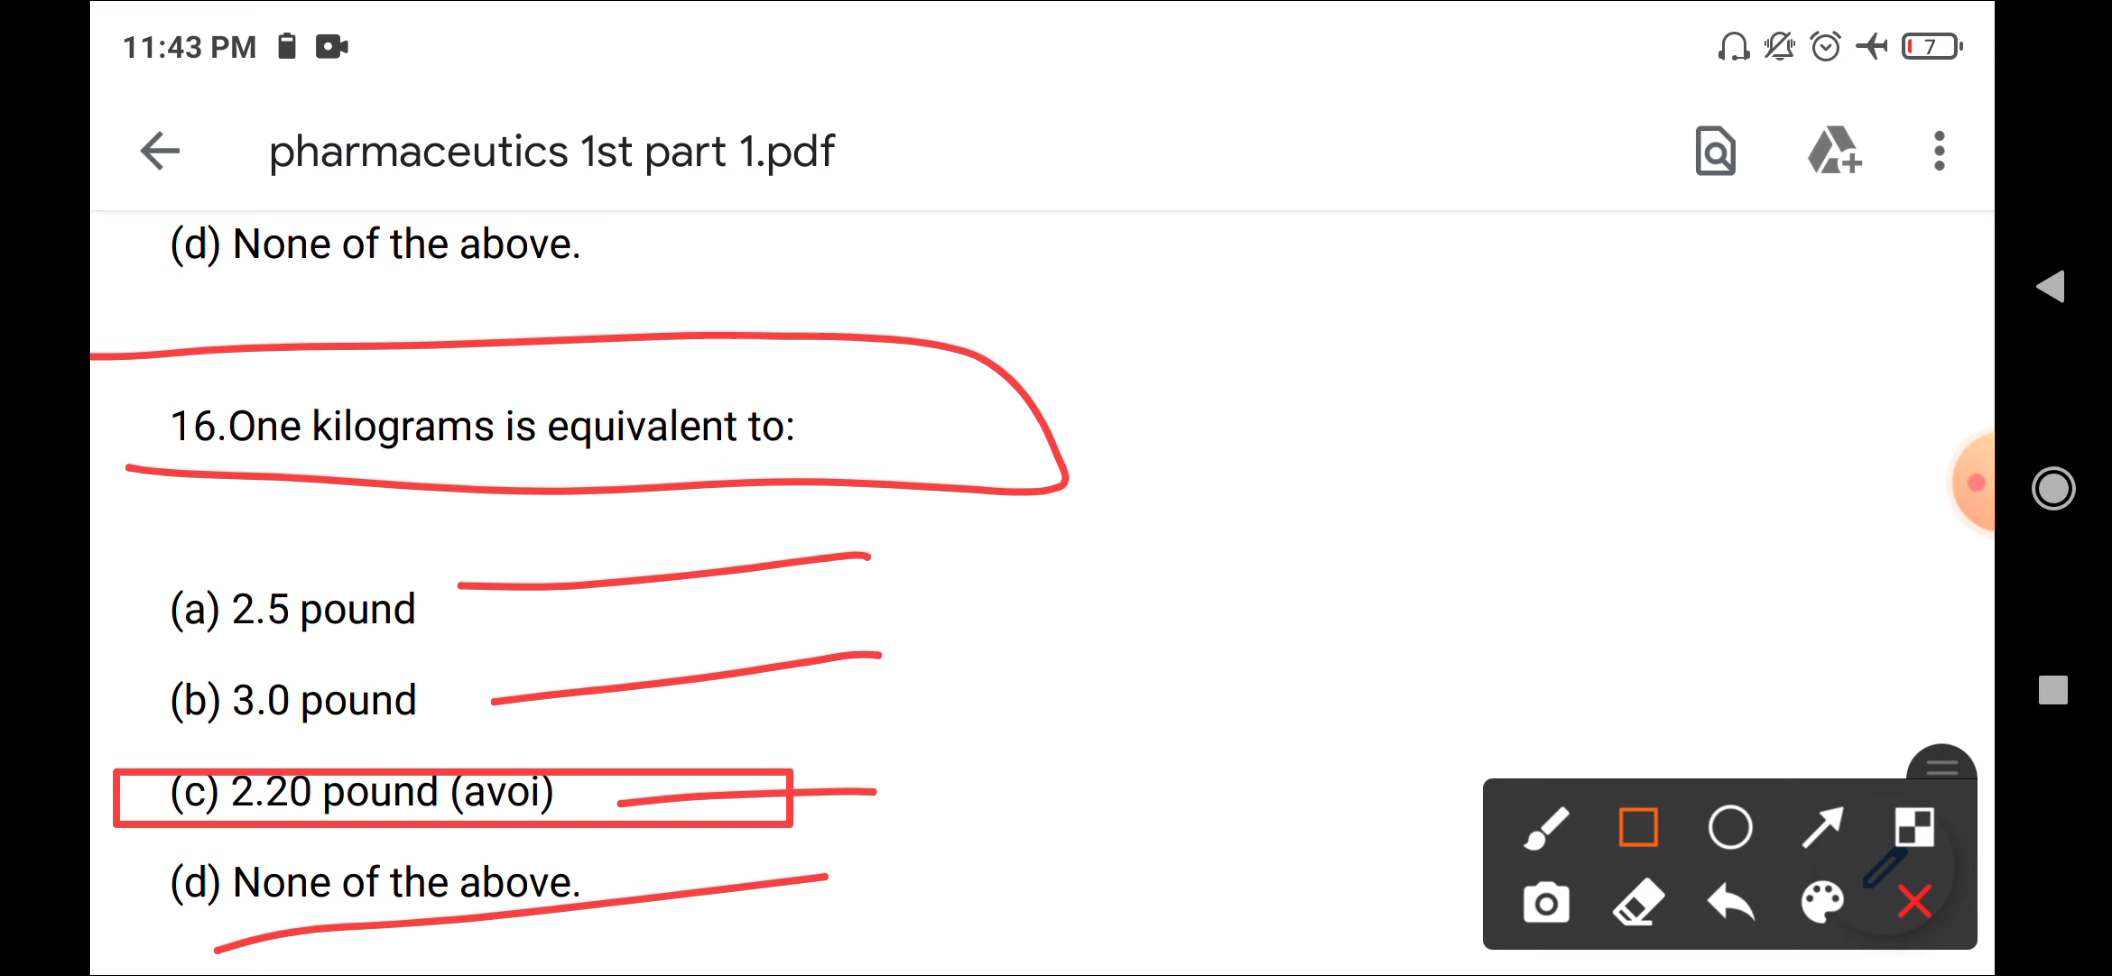 11:43 PM
7
pharmaceutics 1st part 1.pdf
(d) None of the above.
16.One kilograms is equivalent to:
(a) 2.5 pound
(b) 3.0 pound
(c) 2.20 pound (avoi)
(d) None of the above.